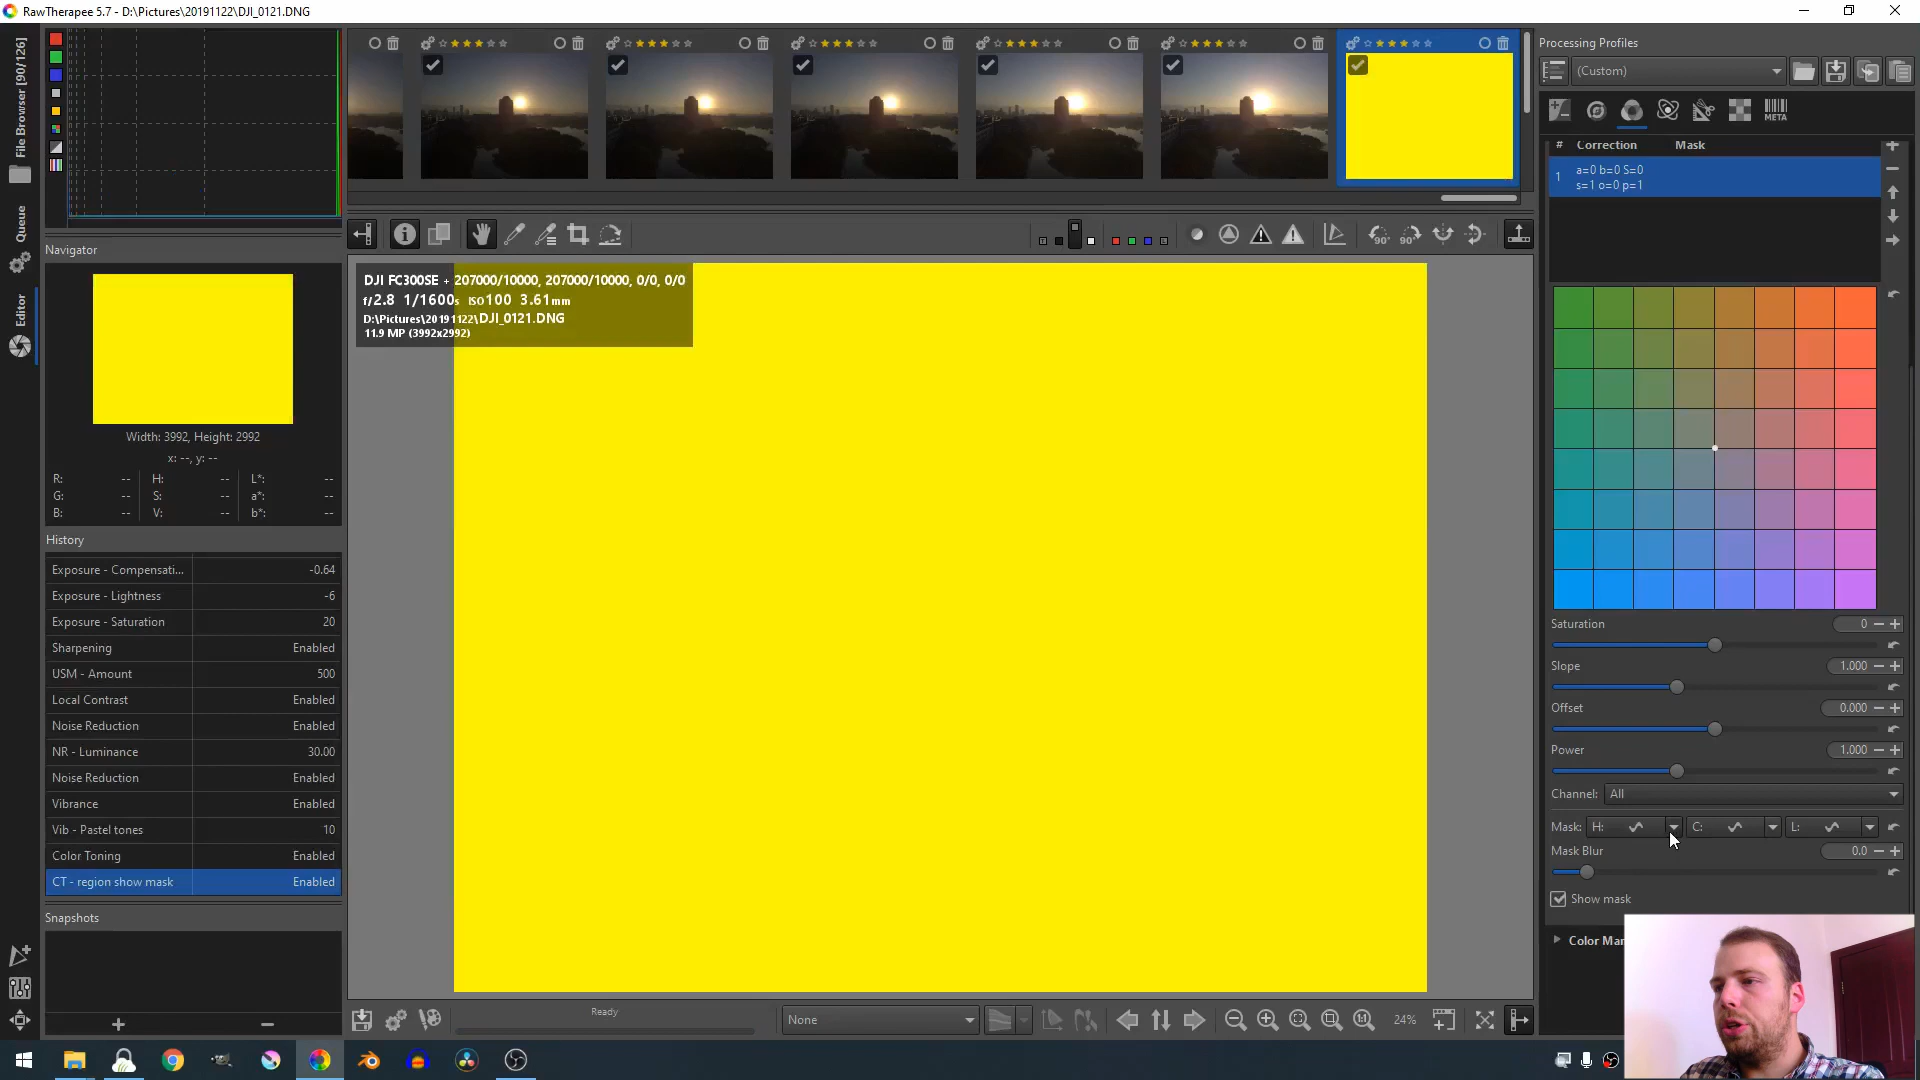 RawTherapee 5.7 - D:\Pictures\20191122\DJI_0121.DNG
File Browser [90/126]
Queue
Editor
Navigator
Width: 3992, Height: 2992
x: --, y: --
R: -- H: -- L*: --
G: -- S: -- a*: --
B: -- V: -- b*: --
History
Exposure - Compensati... -0.64
Exposure - Lightness -6
Exposure - Saturation 20
Sharpening Enabled
USM - Amount 500
Local Contrast Enabled
Noise Reduction Enabled
NR - Luminance 30.00
Noise Reduction Enabled
Vibrance Enabled
Vib - Pastel tones 10
Color Toning Enabled
CT - region show mask Enabled
Snapshots
DJI FC300SE + 207000/10000, 207000/10000, 0/0, 0/0
f/2.8 1/1600s ISO100 3.61mm
D:\Pictures\20191122\DJI_0121.DNG
11.9 MP (3992x2992)
90° 90°
Ready
None
1:1
24%
Processing Profiles
(Custom)
META
# Correction Mask
1 a=0 b=0 S=0
s=1 o=0 p=1
Saturation 0
Slope 1.000
Offset 0.000
Power 1.000
Channel: All
Mask: H: C: L:
Mask Blur 0.0
Show mask
Color Mar